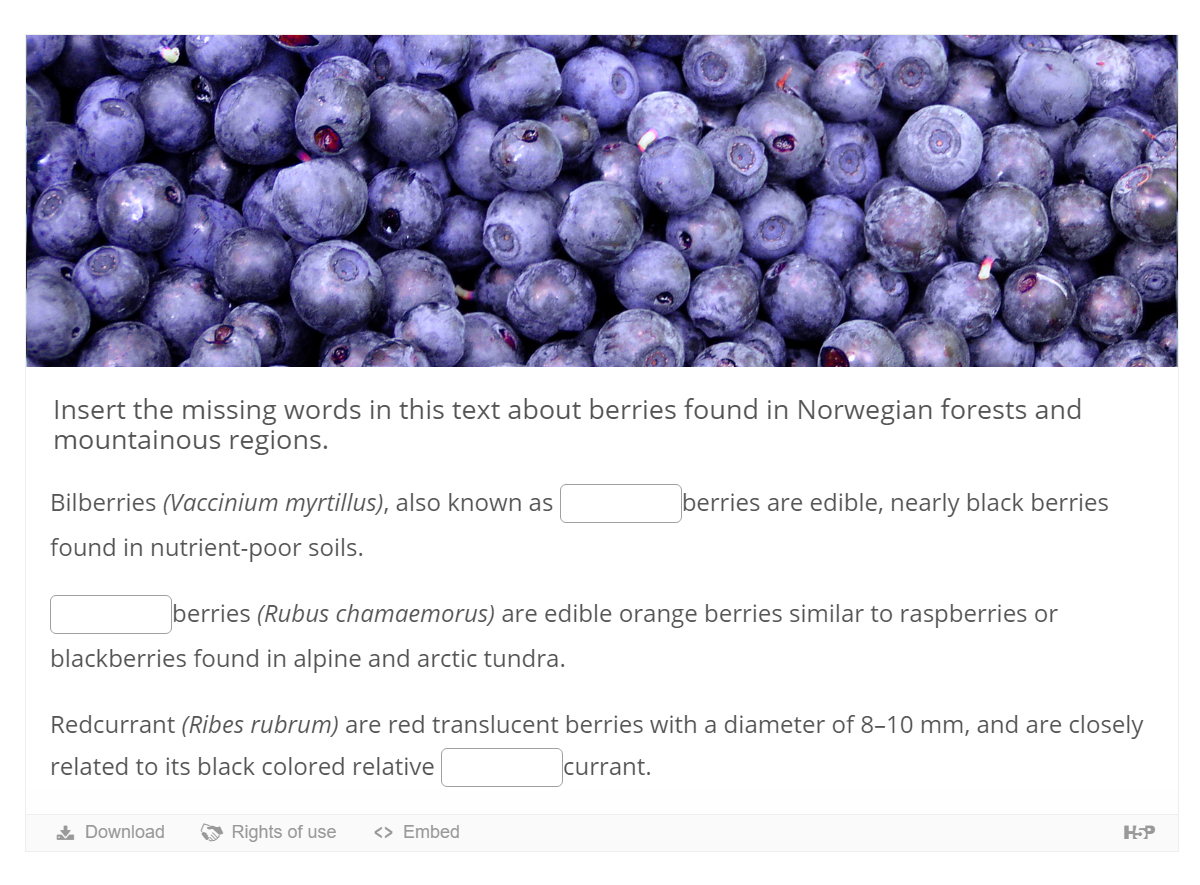 Insert the missing words in this text about berries found in Norwegian forests and
mountainous regions.
Bilberries (Vaccinium myrtillus), also known as berries are edible, nearly black berries
found in nutrient-poor soils.
berries (Rubus chamaemorus) are edible orange berries similar to raspberries or
blackberries found in alpine and arctic tundra.
Redcurrant (Ribes rubrum) are red translucent berries with a diameter of 8–10 mm, and are closely
related to its black colored relative currant.
Download Rights of use <> Embed H5P